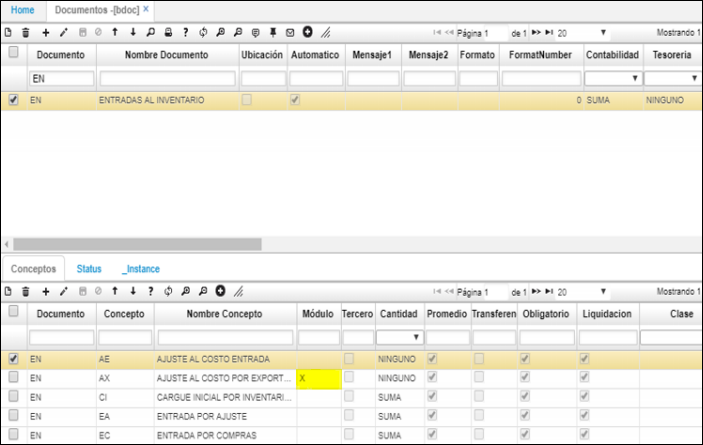 Home Documentos -[bdoc] ×
Página 1 de 1 20 Mostrando 1
Documento Nombre Documento Ubicación Automatico Mensaje1 Mensaje2 Formato FormatNumber Contabilidad Tesoreria
EN
EN ENTRADAS AL INVENTARIO 0 SUMA NINGUNO
Conceptos Status _Instance
Página 1 de 1 20 Mostrando 1
Documento Concepto Nombre Concepto Módulo Tercero Cantidad Promedio Transferen Obligatorio Liquidacion Clase
EN AE AJUSTE AL COSTO ENTRADA NINGUNO
EN AX AJUSTE AL COSTO POR EXPORT... X NINGUNO
EN CI CARGUE INICIAL POR INVENTARI... SUMA
EN EA ENTRADA POR AJUSTE SUMA
EN EC ENTRADA POR COMPRAS SUMA